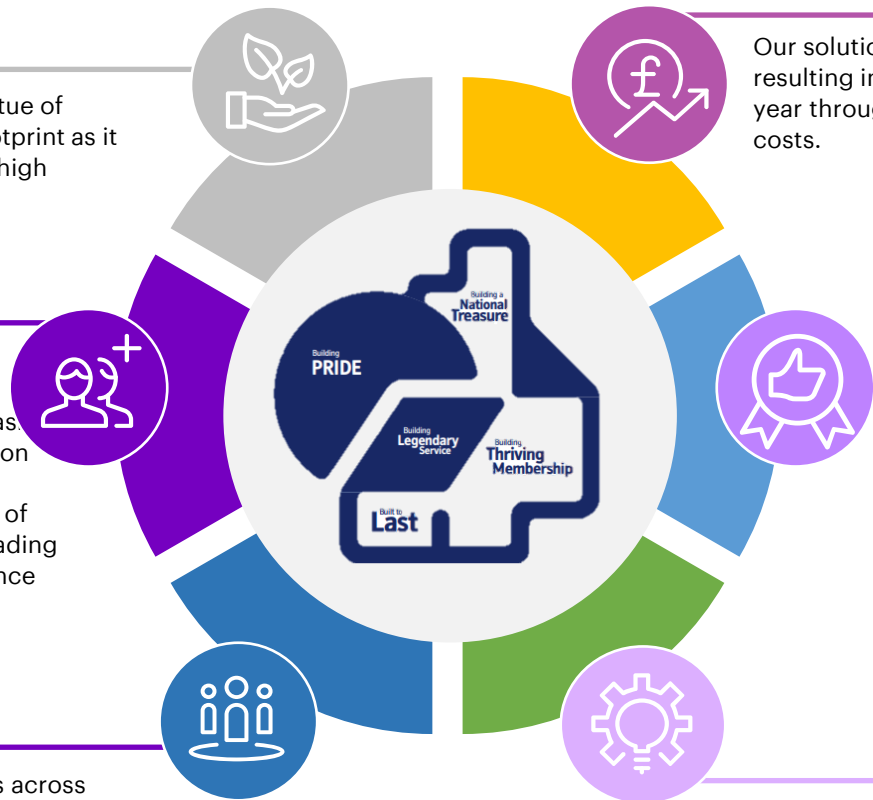 tue of
otprint as it
high
Our solutio
resulting in
year throug
costs.
Building a
National
Treasure
Building
PRIDE
Building
Legendary
Service
Building
Thriving
Membership
Built to
Last
as
on
of
ading
nce
s across
£